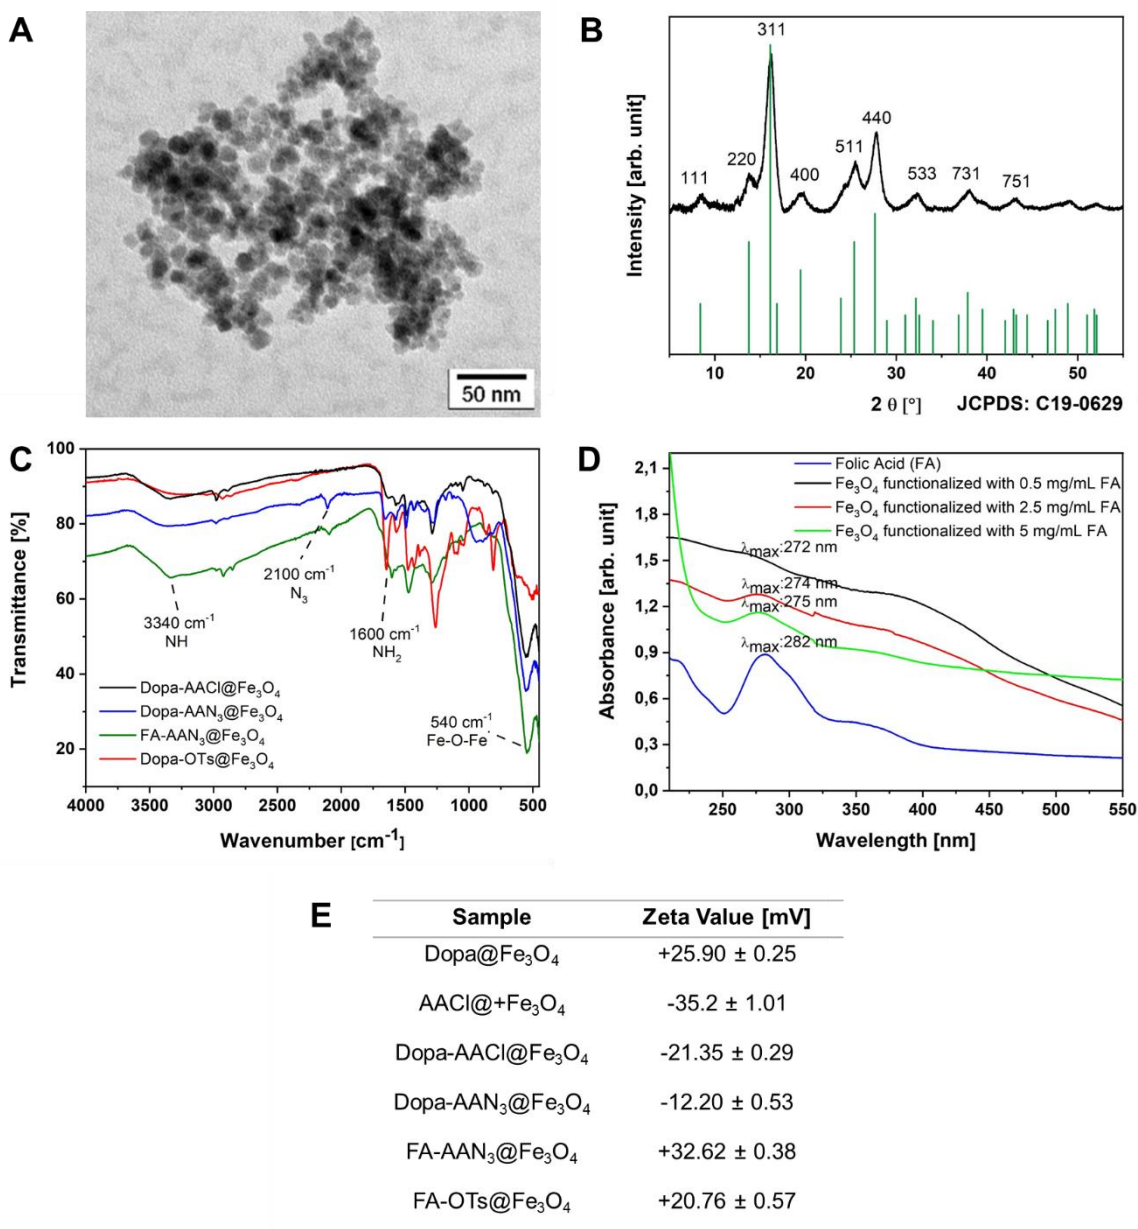 A
50 nm
B
Intensity [arb. unit]
111
220
311
400
511
440
533
731
751
10
20
30
40
50
2 θ [°]
JCPDS: C19-0629
C
Transmittance [%]
100
80
60
40
20
3340 cm⁻¹
NH
2100 cm⁻¹
N₃
1600 cm⁻¹
NH₂
540 cm⁻¹
Fe-O-Fe
Dopa-AACl@Fe₃O₄
Dopa-AAN₃@Fe₃O₄
FA-AAN₃@Fe₃O₄
Dopa-OTs@Fe₃O₄
4000
3500
3000
2500
2000
1500
1000
500
Wavenumber [cm⁻¹]
D
Absorbance [arb. unit]
2,1
1,8
1,5
1,2
0,9
0,6
0,3
0,0
Folic Acid (FA)
Fe₃O₄ functionalized with 0.5 mg/mL FA
Fe₃O₄ functionalized with 2.5 mg/mL FA
Fe₃O₄ functionalized with 5 mg/mL FA
λmax:272 nm
λmax:274 nm
λmax:275 nm
λmax:282 nm
250
300
350
400
450
500
550
Wavelength [nm]
E
Sample Zeta Value [mV]
Dopa@Fe₃O₄ +25.90 ± 0.25
AACl@+Fe₃O₄ -35.2 ± 1.01
Dopa-AACl@Fe₃O₄ -21.35 ± 0.29
Dopa-AAN₃@Fe₃O₄ -12.20 ± 0.53
FA-AAN₃@Fe₃O₄ +32.62 ± 0.38
FA-OTs@Fe₃O₄ +20.76 ± 0.57